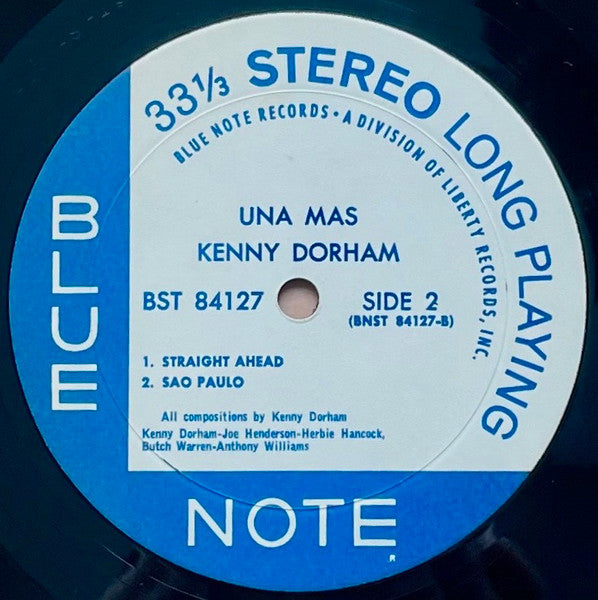 33⅓ STEREO LONG PLAYING
BLUE NOTE RECORDS • A DIVISION OF LIBERTY RECORDS, INC.
UNA MAS
KENNY DORHAM
BST 84127
SIDE 2
(BNST 84127-B)
1. STRAIGHT AHEAD
2. SAO PAULO
All compositions by Kenny Dorham
Kenny Dorham-Joe Henderson-Herbie Hancock,
Butch Warren-Anthony Williams
BLUE
NOTE
R